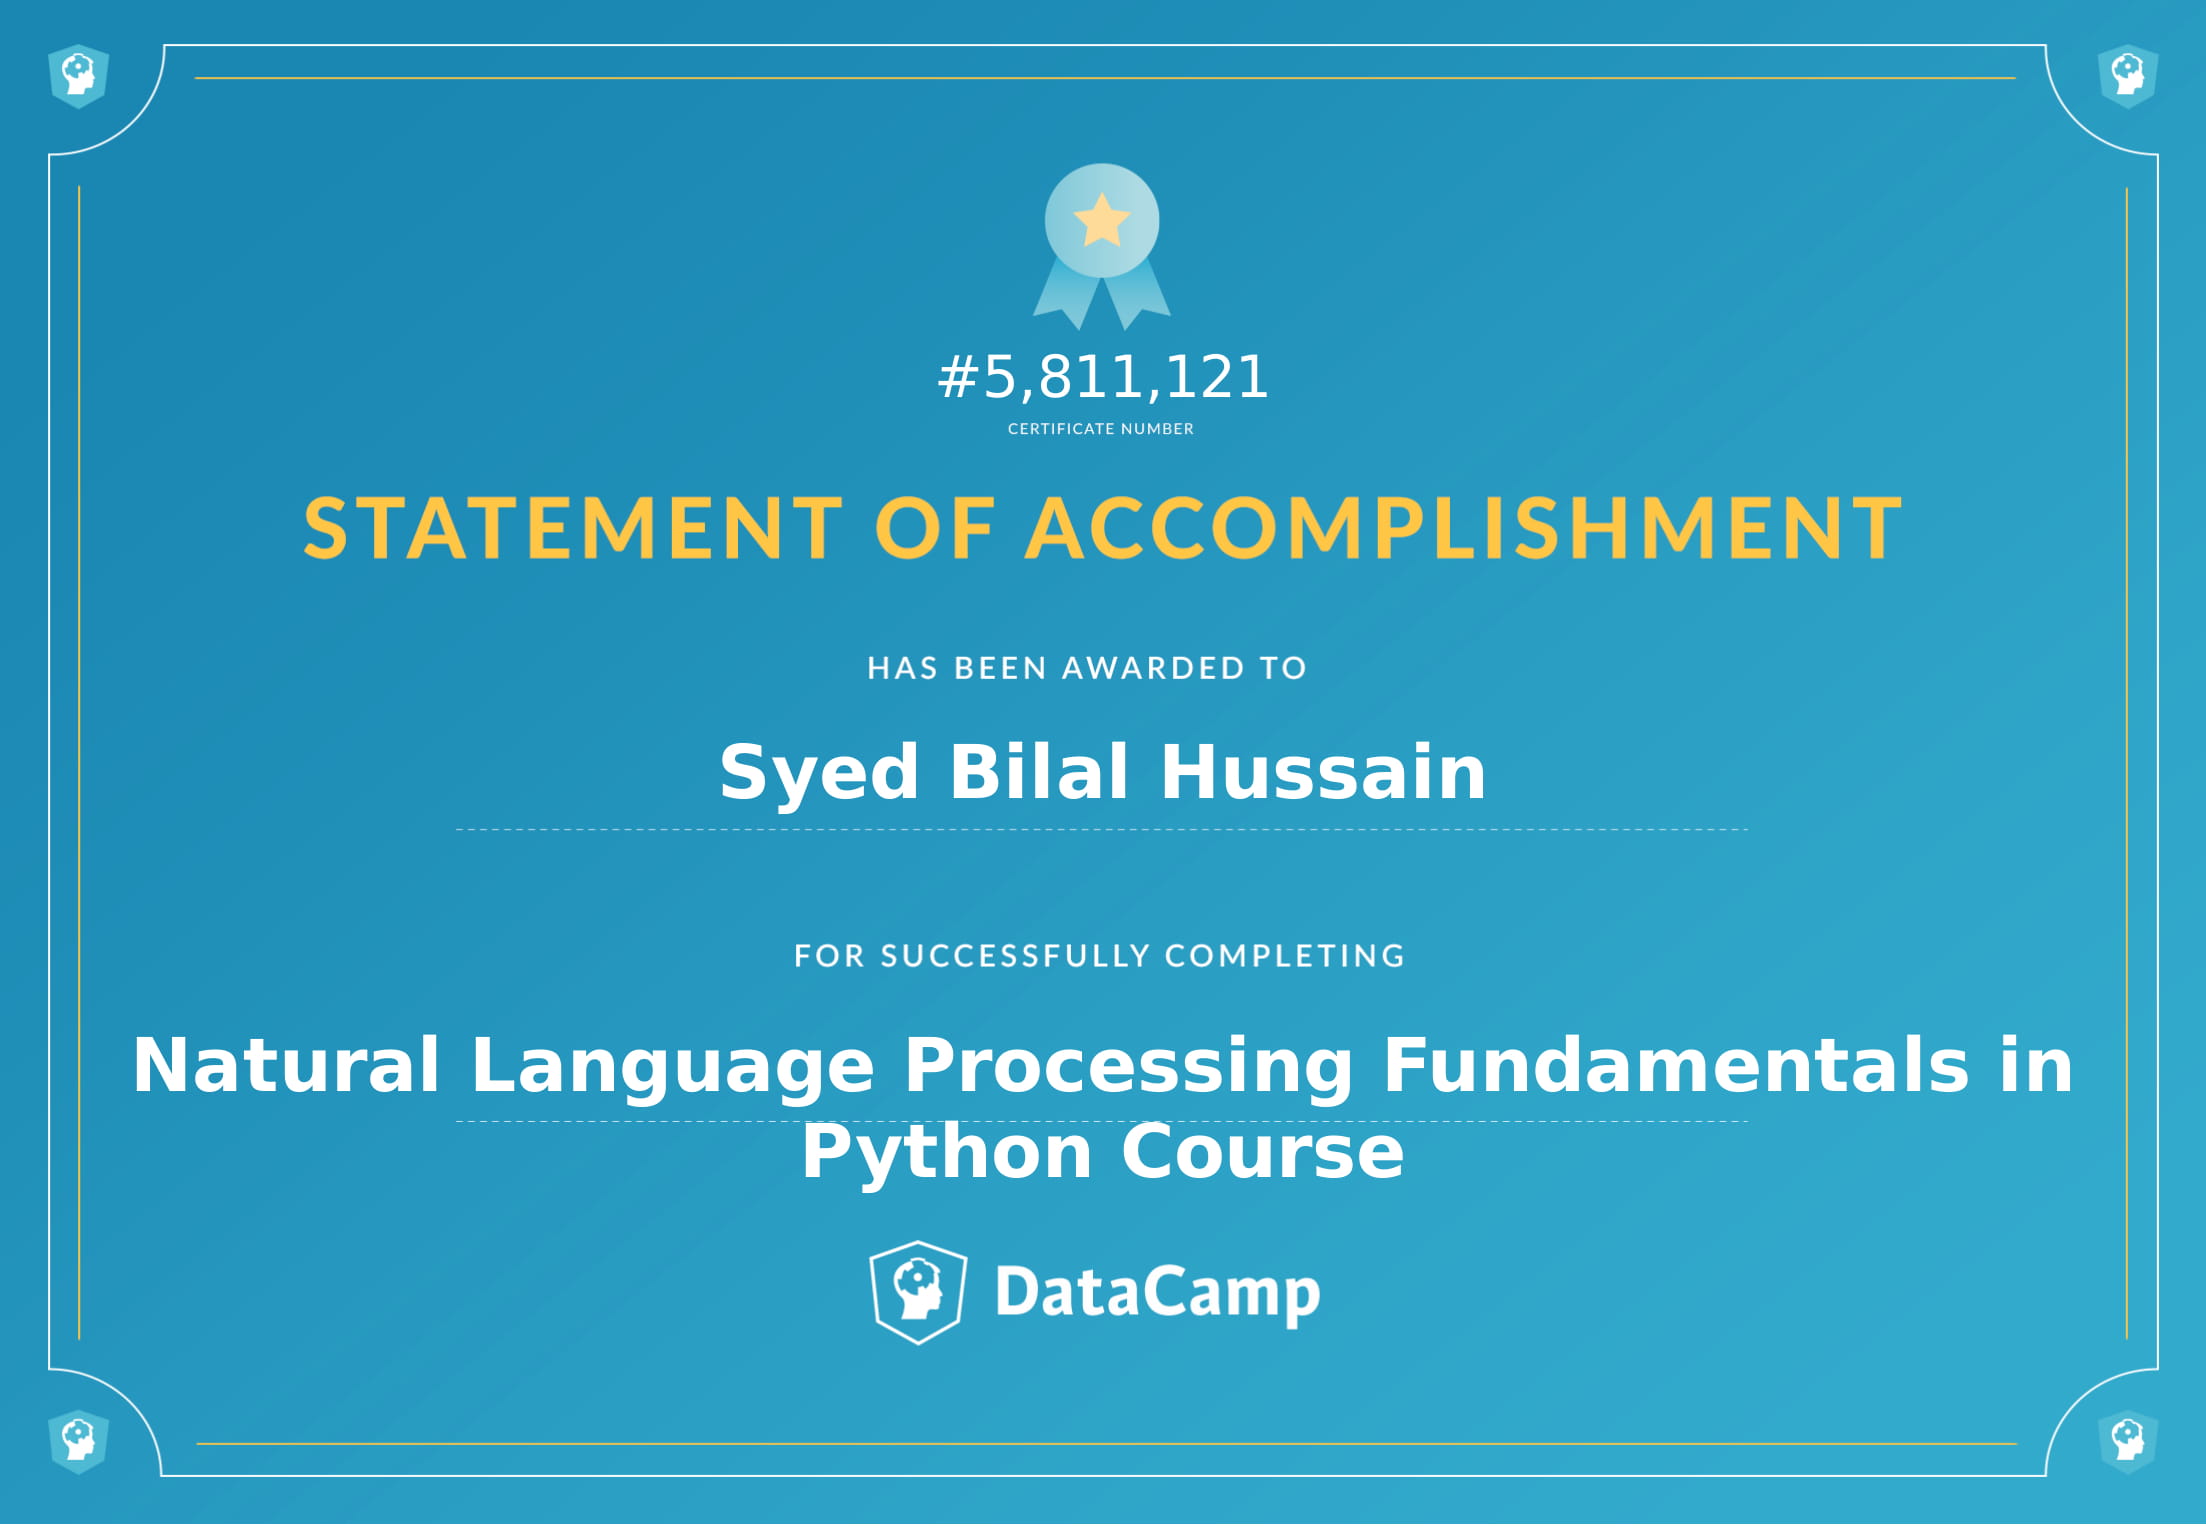 #5,811,121
CERTIFICATE NUMBER
STATEMENT OF ACCOMPLISHMENT
HAS BEEN AWARDED TO
Syed Bilal Hussain
FOR SUCCESSFULLY COMPLETING
Natural Language Processing Fundamentals in
Python Course
DataCamp